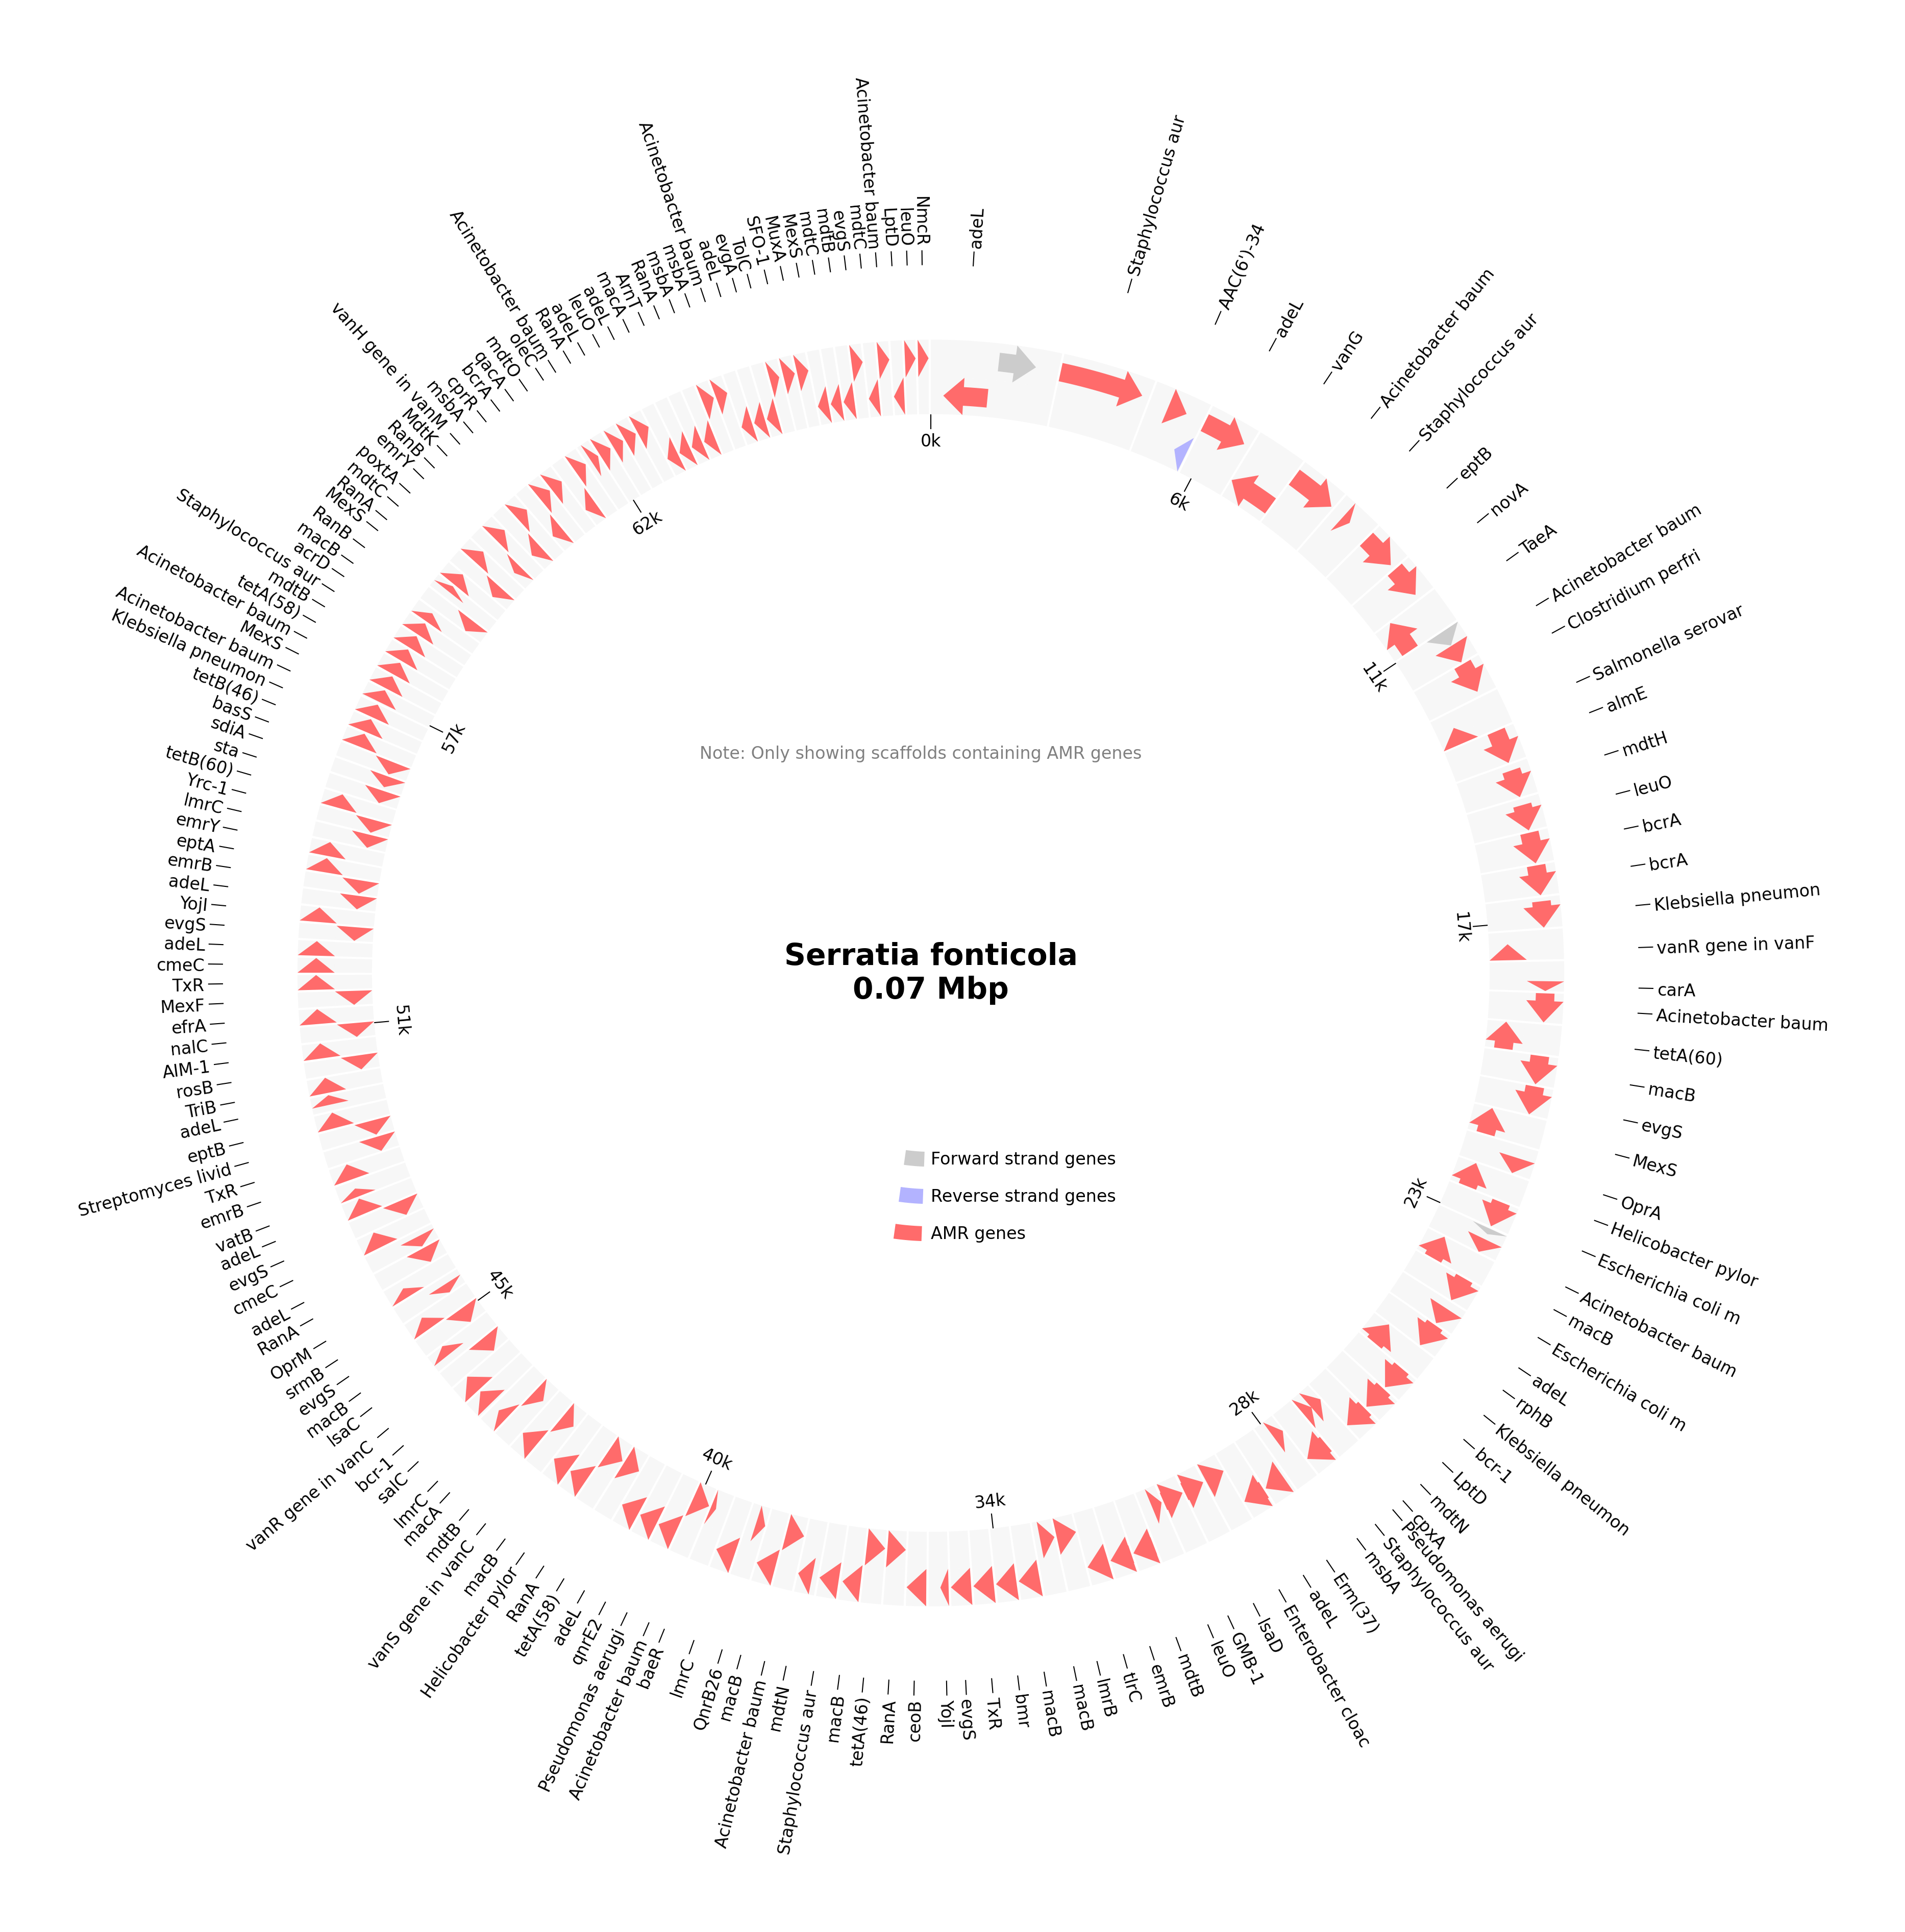 TadeL
Staphylococcus aur
AAC(6')-34
adeL
vanG
Acinetobacter baum
Staphylococcus aur
eptB
novA
TaeA
Acinetobacter baum
Clostridium perfri
Salmonella serovar
almE
mdtH
leuO
bcrA
bcrA
Klebsiella pneumon
vanR gene in vanF
carA
Acinetobacter baum
tetA(60)
macB
evgS
MexS
OprA
Helicobacter pylor
Escherichia coli m
Acinetobacter baum
macB
Escherichia coli m
adeL
rphB
Klebsiella pneumon
bcr-1
LptD
mdtN
cpxA
Pseudomonas aerugi
Staphylococcus aur
msbA
Erm(37)
adeL
Enterobacter cloac
lsaD
GMB-1
leuO
mdtB
emrB
tlrC
lmrB
macB
macB
bmr
TxR
evgS
YojI
ceoB
RanA
tetA(46)
macB
Staphylococcus aur
mdtN
Acinetobacter baum
macB
QnrB26
lmrC
baeR
Acinetobacter baum
Pseudomonas aerugi
qnrE2
adeL
tetA(58)
RanA
Helicobacter pylor
macB
vanS gene in vanC
mdtB
macA
lmrC
salC
bcr-1
vanR gene in vanC
lsaC
macB
evgS
srmB
OprM
RanA
adeL
cmeC
evgS
adeL
vatB
emrB
TxR
Streptomyces livid
eptB
adeL
TriB
rosB
AIM-1
nalC
efrA
MexF
TxR
cmeC
adeL
evgS
YojI
adeL
emrB
eptA
emrY
lmrC
Yrc-1
tetB(60)
sta
sdiA
basS
tetB(46)
Klebsiella pneumon
Acinetobacter baum
MexS
Acinetobacter baum
tetA(58)
mdtB
Staphylococcus aur
acrD
macB
RanB
MexS
RanA
mdtC
poxtA
emrY
RanB
MdtK
vanH gene in vanM
msbA
cprR
bcrA
qacA
mdtO
oleC
Acinetobacter baum
RanA
adeL
leuO
adeL
macA
ArnT
RanA
msbA
msbA
Acinetobacter baum
adeL
evgA
TolC
SFO-1
MuxA
MexS
mdtC
mdtB
evgS
mdtC
Acinetobacter baum
LptD
leuO
NmcR
0k
6k
11k
17k
23k
28k
34k
40k
45k
51k
57k
62k
Note: Only showing scaffolds containing AMR genes
Serratia fonticola
0.07 Mbp
Forward strand genes
Reverse strand genes
AMR genes